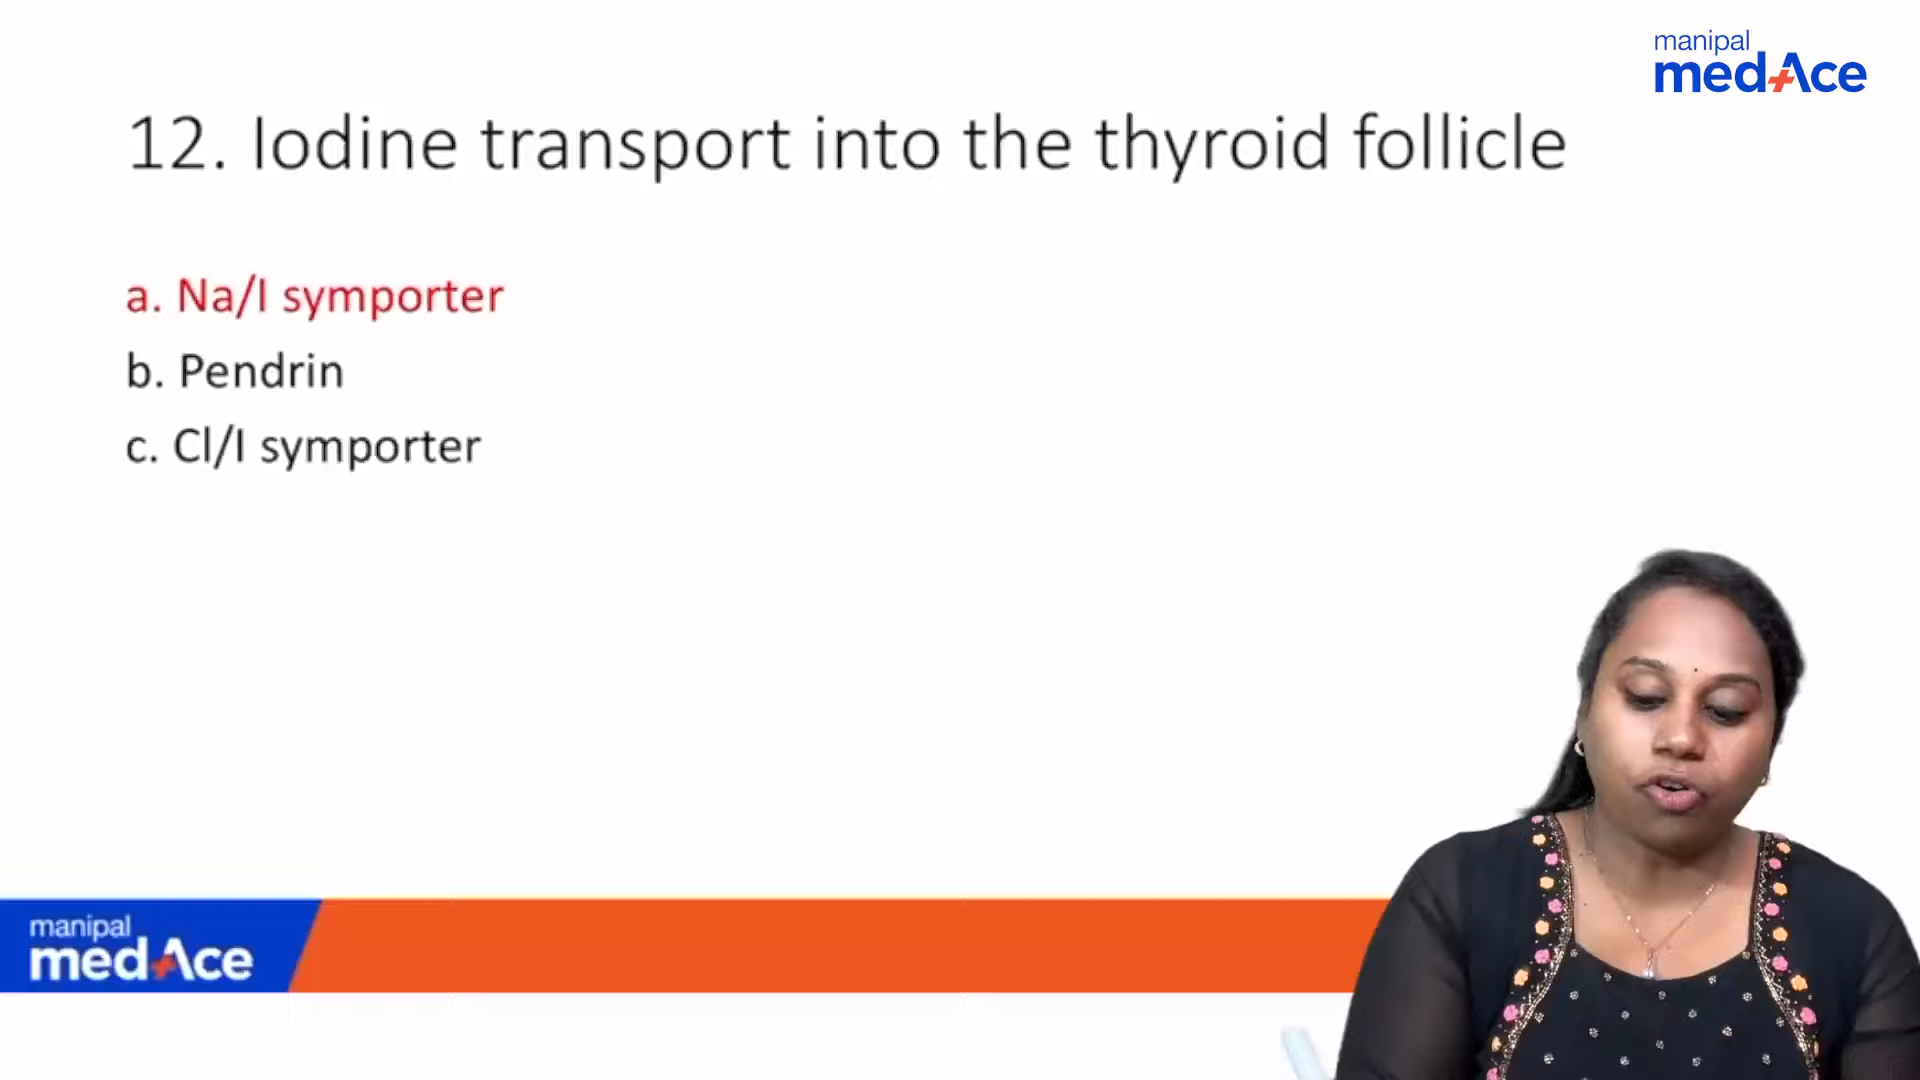 manipal
medAce
12. Iodine transport into the thyroid follicle
a. Na/I symporter
b. Pendrin
c. Cl/I symporter
manipal
medAce